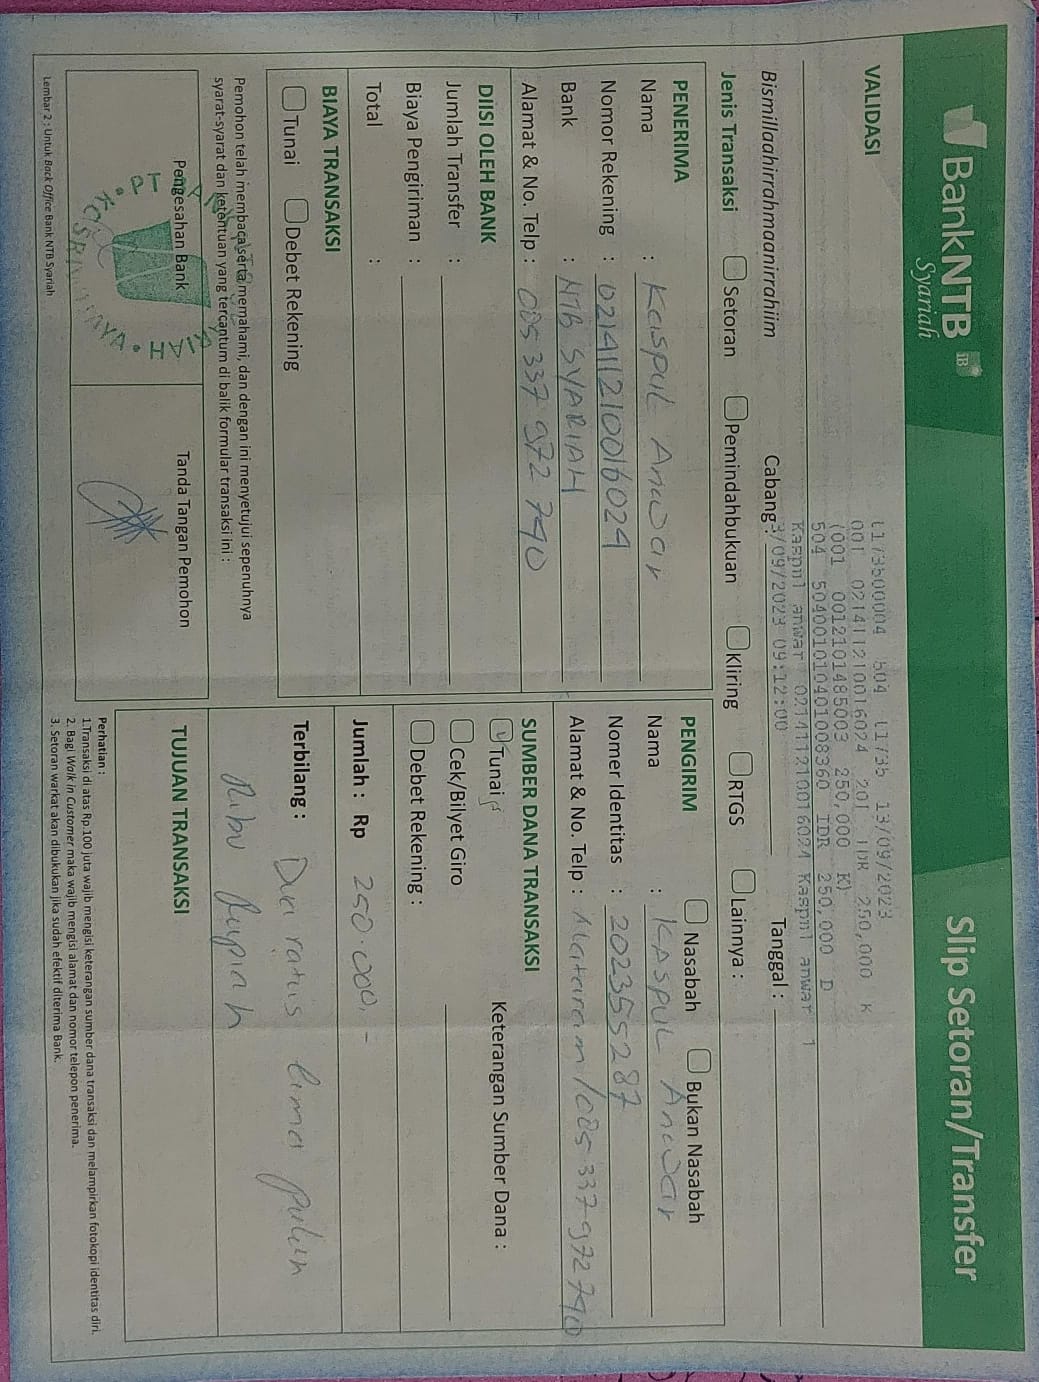 BankNTB
Syariah
Slip Setoran/Transfer
VALIDASI
L173500004 504 L1735 13/09/2023
001 021411210016024 201 IDR 250,000 K
(001 0012101485003 250,000 K)
504 504001010401008360 IDR 250,000 D
Kaspul anwar 021411210016024 Kaspul anwar 1
3/09/2023 09:12:00
Bismillaahirrahmaanirrahiim
Cabang :
Tanggal :
Jenis Transaksi
Setoran
Pemindahbukuan
Kliring
RTGS
Lainnya :
PENERIMA
Nama : Kaspul Anwar
Nomor Rekening : 021411210016024
Bank : NTB SYARIAH
Alamat & No. Telp : 085 337 972 740
PENGIRIM
Nasabah
Bukan Nasabah
Nama : KASPUL Anwar
Nomer Identitas : 202355287
Alamat & No. Telp : Mataram/085 337 972 740
DIISI OLEH BANK
Jumlah Transfer :
Biaya Pengiriman :
Total :
SUMBER DANA TRANSAKSI
Tunai
Keterangan Sumber Dana :
Cek/Bilyet Giro
Debet Rekening :
BIAYA TRANSAKSI
Tunai
Debet Rekening
Jumlah : Rp 250.000,-
Terbilang : Dua ratus lima puluh
Ribu Rupiah
Pemohon telah membaca serta memahami, dan dengan ini menyetujui sepenuhnya
syarat-syarat dan ketentuan yang tercantum di balik formular transaksi ini :
TUJUAN TRANSAKSI
Pengesahan Bank
Tanda Tangan Pemohon
Perhatian :
1.Transaksi di atas Rp 100 juta wajib mengisi keterangan sumber dana transaksi dan melampirkan fotokopi identitas diri.
2. Bagi Walk in Customer maka wajib mengisi alamat dan nomor telepon penerima.
3. Setoran warkat akan dibukukan jika sudah efektif diterima Bank.
Lembar 2 : Untuk Back Office Bank NTB Syariah